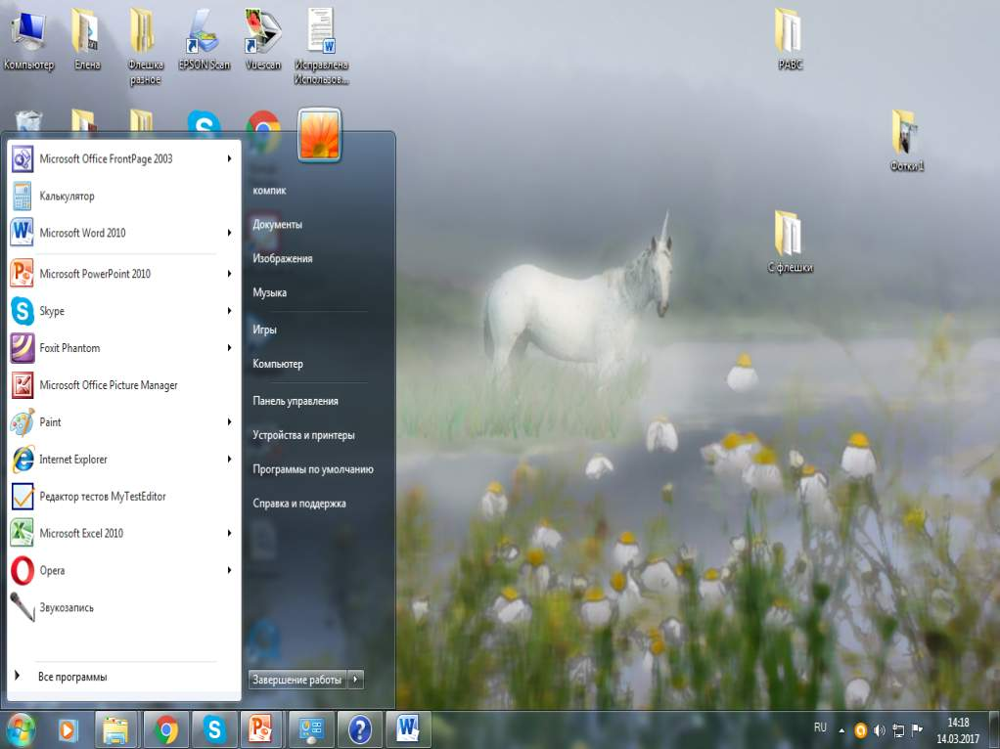 Компьютер
Елена
Флешка
разное
EPSON Scan
Vuescan
Исправлена
Использов...
РАВС
Фотки1
С флешки
Microsoft Office FrontPage 2003
Калькулятор
Microsoft Word 2010
Microsoft PowerPoint 2010
Skype
Foxit Phantom
Microsoft Office Picture Manager
Paint
Internet Explorer
Редактор тестов MyTestEditor
Microsoft Excel 2010
Opera
Звукозапись
Все программы
компик
Документы
Изображения
Музыка
Игры
Компьютер
Панель управления
Устройства и принтеры
Программы по умолчанию
Справка и поддержка
Завершение работы
RU
14:18
14.03.2017